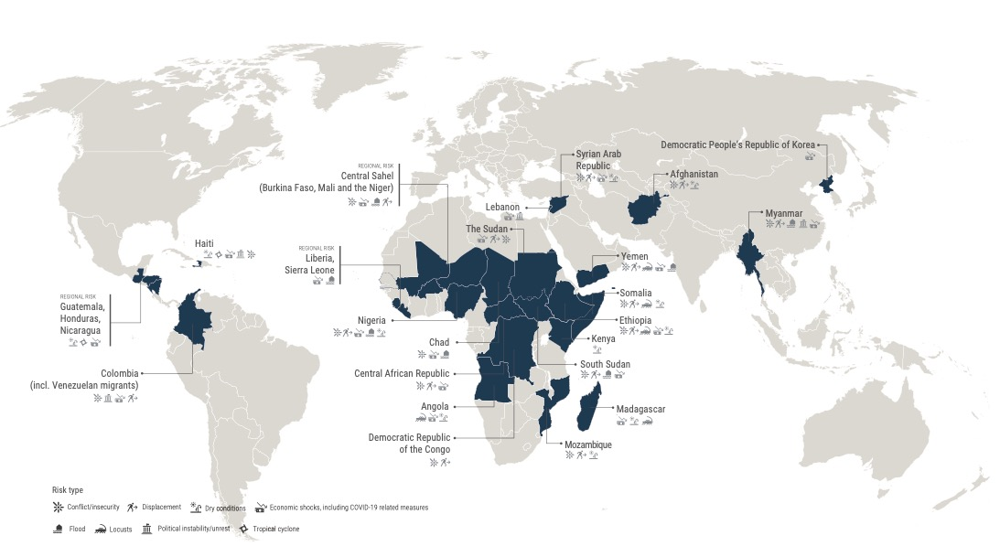 Democratic People's Republic of Korea
Syrian Arab
Republic
REGIONAL RISK
Central Sahel
(Burkina Faso, Mali and the Niger)
Afghanistan
Lebanon
Myanmar
The Sudan
Haiti
REGIONAL RISK
Liberia,
Sierra Leone
Yemen
REGIONAL RISK
Guatemala,
Honduras,
Nicaragua
Somalia
Nigeria
Ethiopia
Chad
Kenya
Colombia
(incl. Venezuelan migrants)
Central African Republic
South Sudan
Angola
Madagascar
Democratic Republic
of the Congo
Mozambique
Risk type
Conflict/insecurity
Displacement
Dry conditions
Economic shocks, including COVID-19 related measures
Flood
Locusts
Political instability/unrest
Tropical cyclone